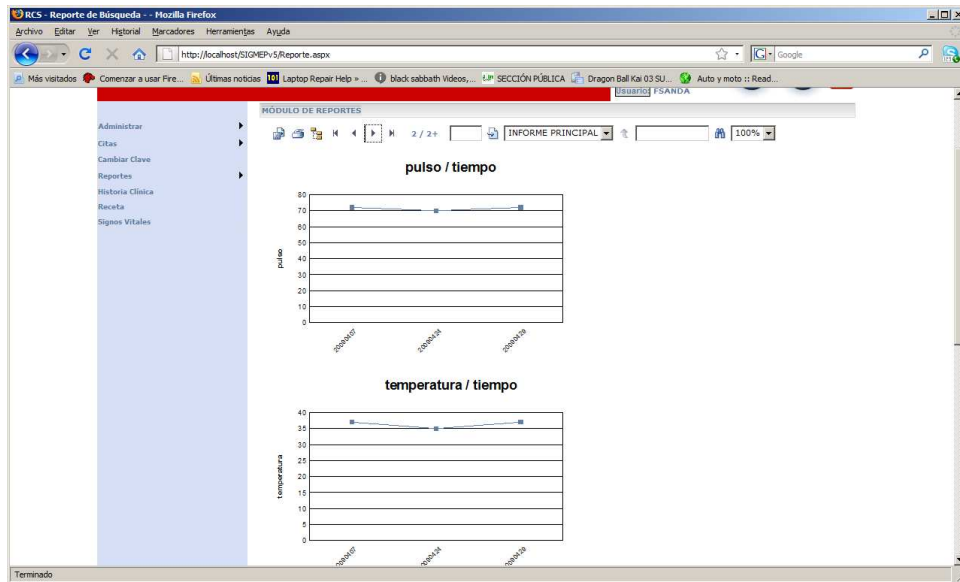 RCS - Reporte de Búsqueda - - Mozilla Firefox
Archivo Editar Ver Historial Marcadores Herramientas Ayuda
http://localhost/SIGMEPv5/Reporte.aspx
G Google
Más visitados Comenzar a usar Fire... Últimas noticias 101 Laptop Repair Help » ... black sabbath Videos,... SECCIÓN PÚBLICA Dragon Ball Kai 03 SU... Auto y moto :: Read...
Usuario: FSANDA
MÓDULO DE REPORTES
Administrar
Citas
Cambiar Clave
Reportes
Historia Clínica
Receta
Signos Vitales
2 / 2+ INFORME PRINCIPAL 100%
pulso / tiempo
80
70
60
50
40
30
20
10
0
pulso
20090407
20090424
20090429
temperatura / tiempo
40
35
30
25
20
15
10
5
0
temperatura
Terminado